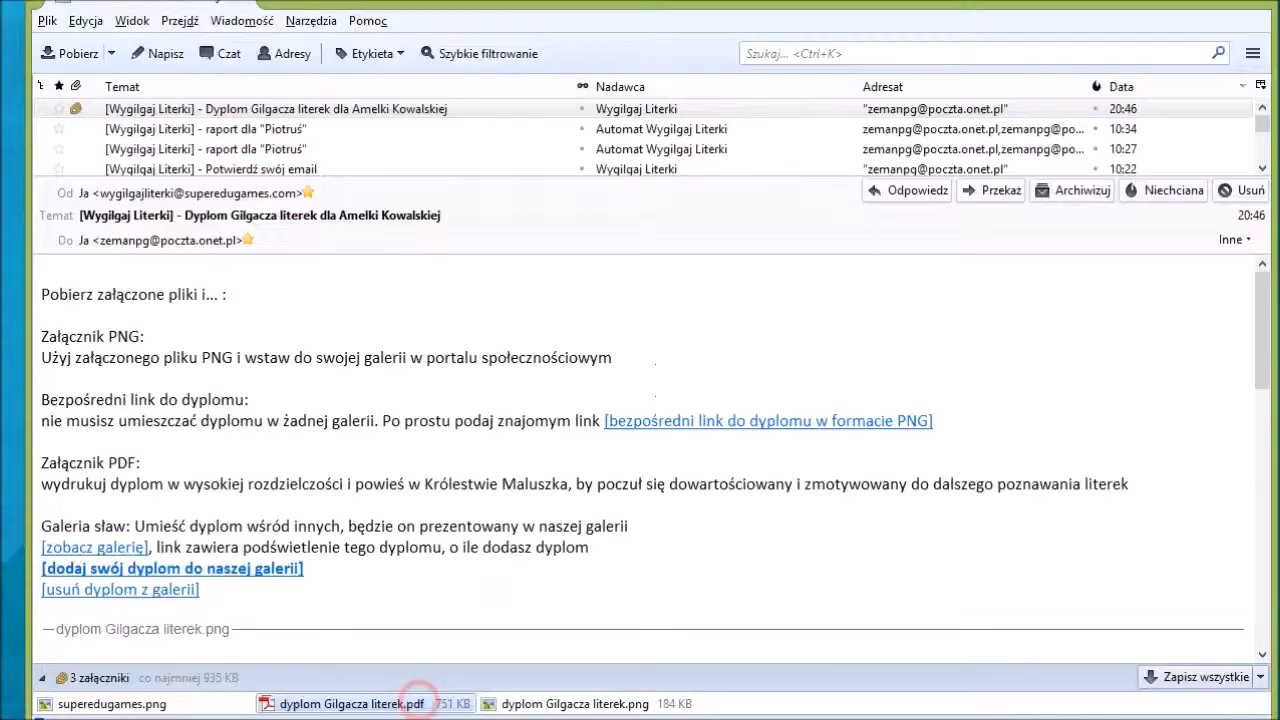 Plik Edycja Widok Przejdź Wiadomość Narzędzia Pomoc
Pobierz Napisz Czat Adresy Etykieta Szybkie filtrowanie Szukaj... <Ctrl+K>
Temat Nadawca Adresat Data
[Wygilgaj Literki] - Dyplom Gilgacza literek dla Amelki Kowalskiej Wygilgaj Literki "zemanpg@poczta.onet.pl" 20:46
[Wygilgaj Literki] - raport dla "Piotruś" Automat Wygilgaj Literki zemanpg@poczta.onet.pl,zemanpg@po... 10:34
[Wygilgaj Literki] - raport dla "Piotruś" Automat Wygilgaj Literki zemanpg@poczta.onet.pl,zemanpg@po... 10:27
[Wygilgaj Literki] - Potwierdź swój email Wygilgaj Literki "zemanpg@poczta.onet.pl" 10:22
Od Ja <wygilgajliterki@superedugames.com> Odpowiedz Przekaż Archiwizuj Niechciana Usuń
Temat [Wygilgaj Literki] - Dyplom Gilgacza literek dla Amelki Kowalskiej 20:46
Do Ja <zemanpg@poczta.onet.pl> Inne
Pobierz załączone pliki i... :
Załącznik PNG:
Użyj załączonego pliku PNG i wstaw do swojej galerii w portalu społecznościowym
Bezpośredni link do dyplomu:
nie musisz umieszczać dyplomu w żadnej galerii. Po prostu podaj znajomym link [bezpośredni link do dyplomu w formacie PNG]
Załącznik PDF:
wydrukuj dyplom w wysokiej rozdzielczości i powieś w Królestwie Maluszka, by poczuł się dowartościowany i zmotywowany do dalszego poznawania literek
Galeria sław: Umieść dyplom wśród innych, będzie on prezentowany w naszej galerii
[zobacz galerię], link zawiera podświetlenie tego dyplomu, o ile dodasz dyplom
[dodaj swój dyplom do naszej galerii]
[usuń dyplom z galerii]
dyplom Gilgacza literek.png
3 załączniki co najmniej 935 KB Zapisz wszystkie
superedugames.png dyplom Gilgacza literek.pdf 751 KB dyplom Gilgacza literek.png 184 KB